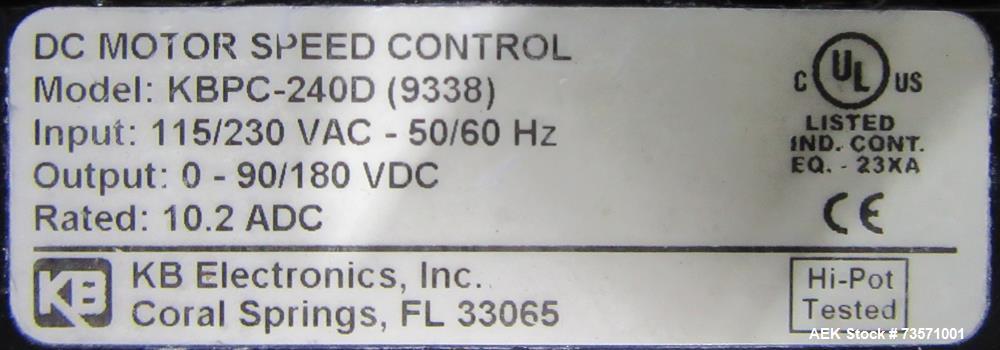 DC MOTOR SPEED CONTROL
Model: KBPC-240D (9338)
Input: 115/230 VAC - 50/60 Hz
Output: 0 - 90/180 VDC
Rated: 10.2 ADC
C UL US
LISTED
IND. CONT.
EQ. - 23XA
CE
KB
KB Electronics, Inc.
Coral Springs, FL 33065
Hi-Pot
Tested
AEK Stock # 73571001